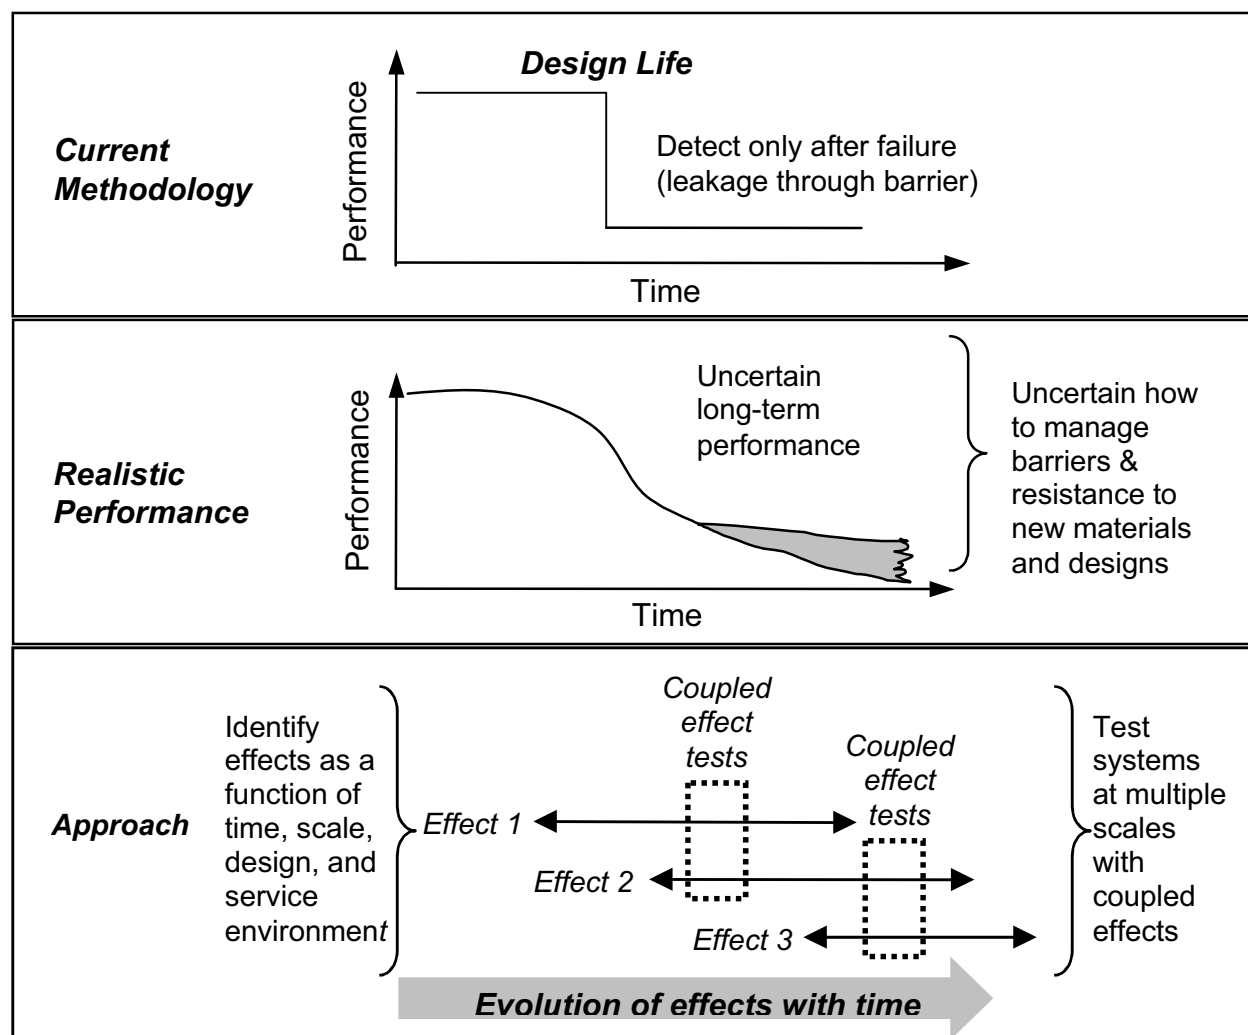 Current
Methodology
Performance
Design Life
Detect only after failure
(leakage through barrier)
Time
Realistic
Performance
Performance
Uncertain
long-term
performance
Time
Uncertain how
to manage
barriers &
resistance to
new materials
and designs
Approach
Identify
effects as a
function of
time, scale,
design, and
service
environment
Effect 1
Coupled
effect
tests
Effect 2
Coupled
effect
tests
Effect 3
Test
systems
at multiple
scales
with
coupled
effects
Evolution of effects with time